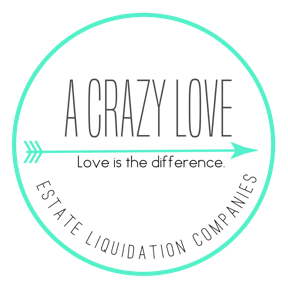 A CRAZY LOVE
Love is the difference.
ESTATE LIQUIDATION COMPANIES